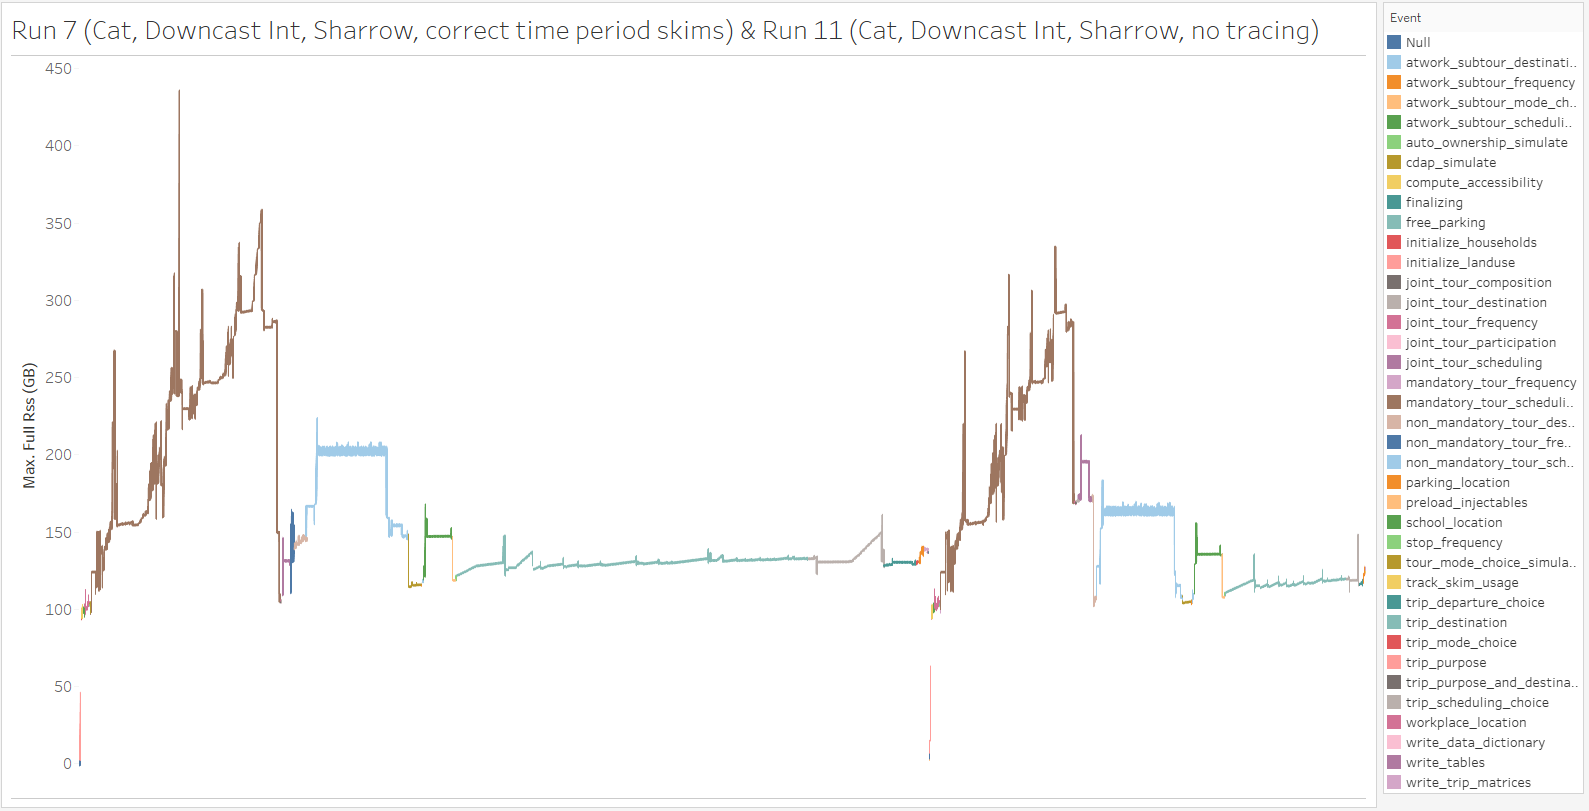 Run 7 (Cat, Downcast Int, Sharrow, correct time period skims) & Run 11 (Cat, Downcast Int, Sharrow, no tracing)
450
400
350
300
250
200
150
100
50
0
Max. Full Rss (GB)
Event
Null
atwork_subtour_destinati..
atwork_subtour_frequency
atwork_subtour_mode_ch..
atwork_subtour_scheduli..
auto_ownership_simulate
cdap_simulate
compute_accessibility
finalizing
free_parking
initialize_households
initialize_landuse
joint_tour_composition
joint_tour_destination
joint_tour_frequency
joint_tour_participation
joint_tour_scheduling
mandatory_tour_frequency
mandatory_tour_scheduli..
non_mandatory_tour_des..
non_mandatory_tour_fre..
non_mandatory_tour_sch..
parking_location
preload_injectables
school_location
stop_frequency
tour_mode_choice_simula..
track_skim_usage
trip_departure_choice
trip_destination
trip_mode_choice
trip_purpose
trip_purpose_and_destina..
trip_scheduling_choice
workplace_location
write_data_dictionary
write_tables
write_trip_matrices